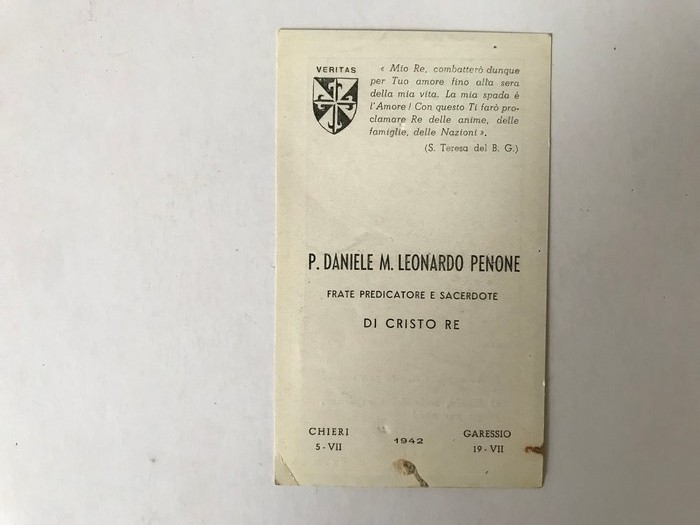 VERITAS
« Mio Re, combatterò dunque
per Tuo amore fino alla sera
della mia vita. La mia spada è
l'Amore! Con questo Ti farò pro-
clamare Re delle anime, delle
famiglie, delle Nazioni ».
(S. Teresa del B. G.)
P. DANIELE M. LEONARDO PENONE
FRATE PREDICATORE E SACERDOTE
DI CRISTO RE
CHIERI
5 - VII
1942
GARESSIO
19 - VII